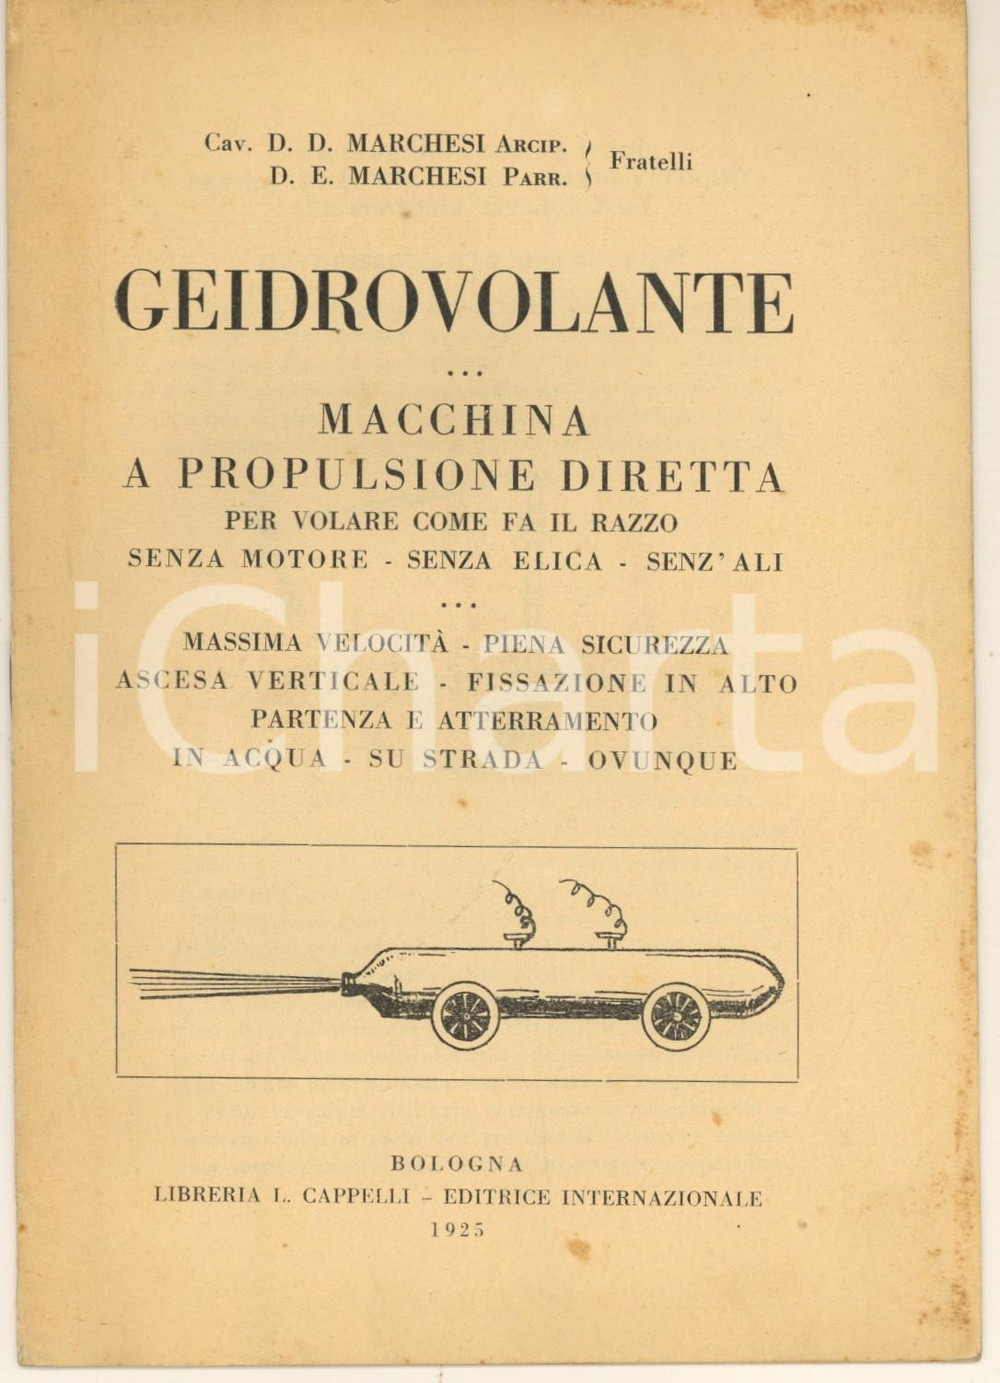 Cav. D. D. MARCHESI ARCIP.
D. E. MARCHESI PARR.
Fratelli
GEIDROVOLANTE
...
MACCHINA
A PROPULSIONE DIRETTA
PER VOLARE COME FA IL RAZZO
SENZA MOTORE - SENZA ELICA - SENZ' ALI
...
MASSIMA VELOCITÀ - PIENA SICUREZZA
ASCESA VERTICALE - FISSAZIONE IN ALTO
PARTENZA E ATTERRAMENTO
IN ACQUA - SU STRADA - OVUNQUE
iCharta
BOLOGNA
LIBRERIA L. CAPPELLI - EDITRICE INTERNAZIONALE
1925